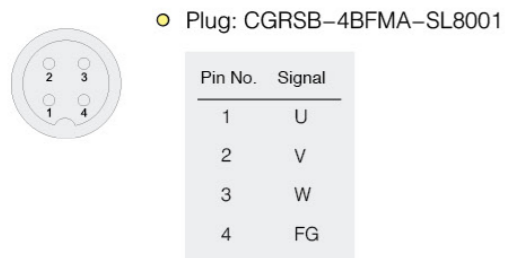 Plug: CGRSB-4BFMA-SL8001
2 3
1 4
Pin No. Signal
1 U
2 V
3 W
4 FG